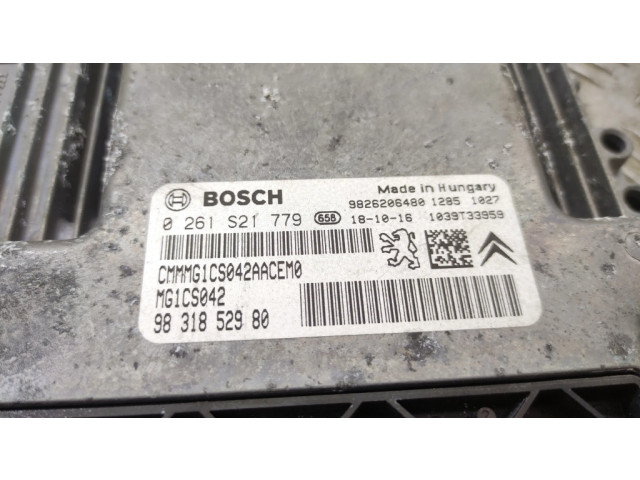 BOSCH
Made in Hungary
9826206480 1285 1027
0 261 S21 779 658 18-10-16 1039T33959
CMMMG1CS042AACEM0
MG1CS042
98 318 529 80